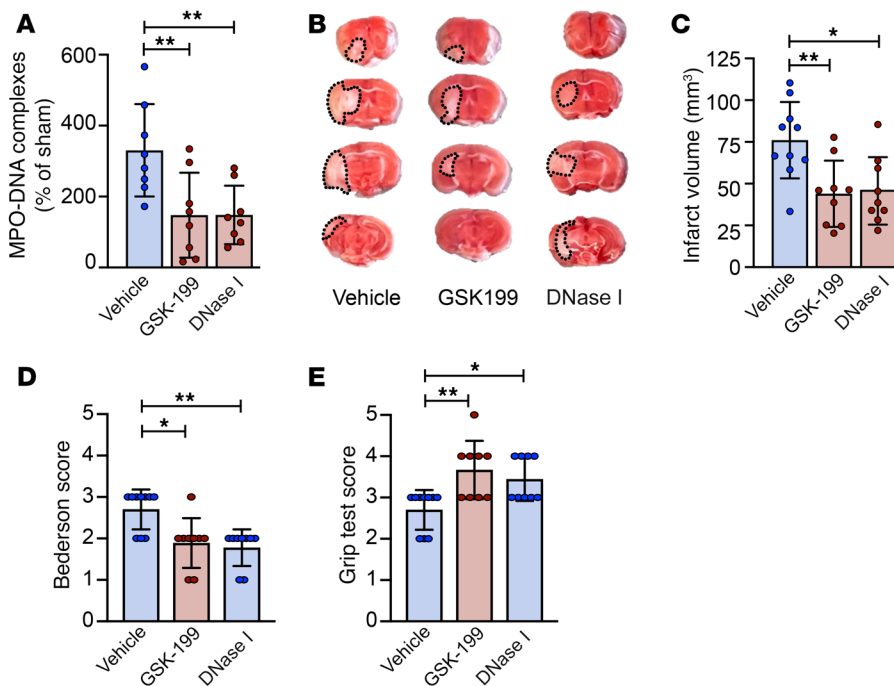 A
MPO-DNA complexes
(% of sham)
600
400
200
0
**
**
Vehicle
GSK-199
DNase I
B
Vehicle
GSK199
DNase I
C
Infarct volume (mm³)
125
100
75
50
25
0
*
**
Vehicle
GSK-199
DNase I
D
Bederson score
5
4
3
2
1
0
**
*
Vehicle
GSK-199
DNase I
E
Grip test score
5
4
3
2
1
0
*
**
Vehicle
GSK-199
DNase I